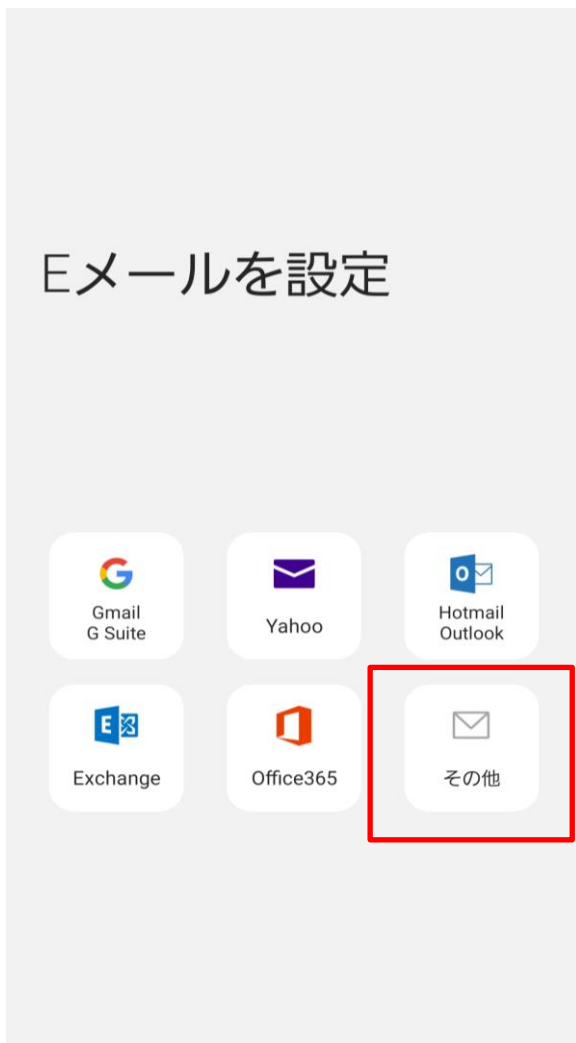 Eメールを設定
Gmail
G Suite
Yahoo
Hotmail
Outlook
Exchange
Office365
その他